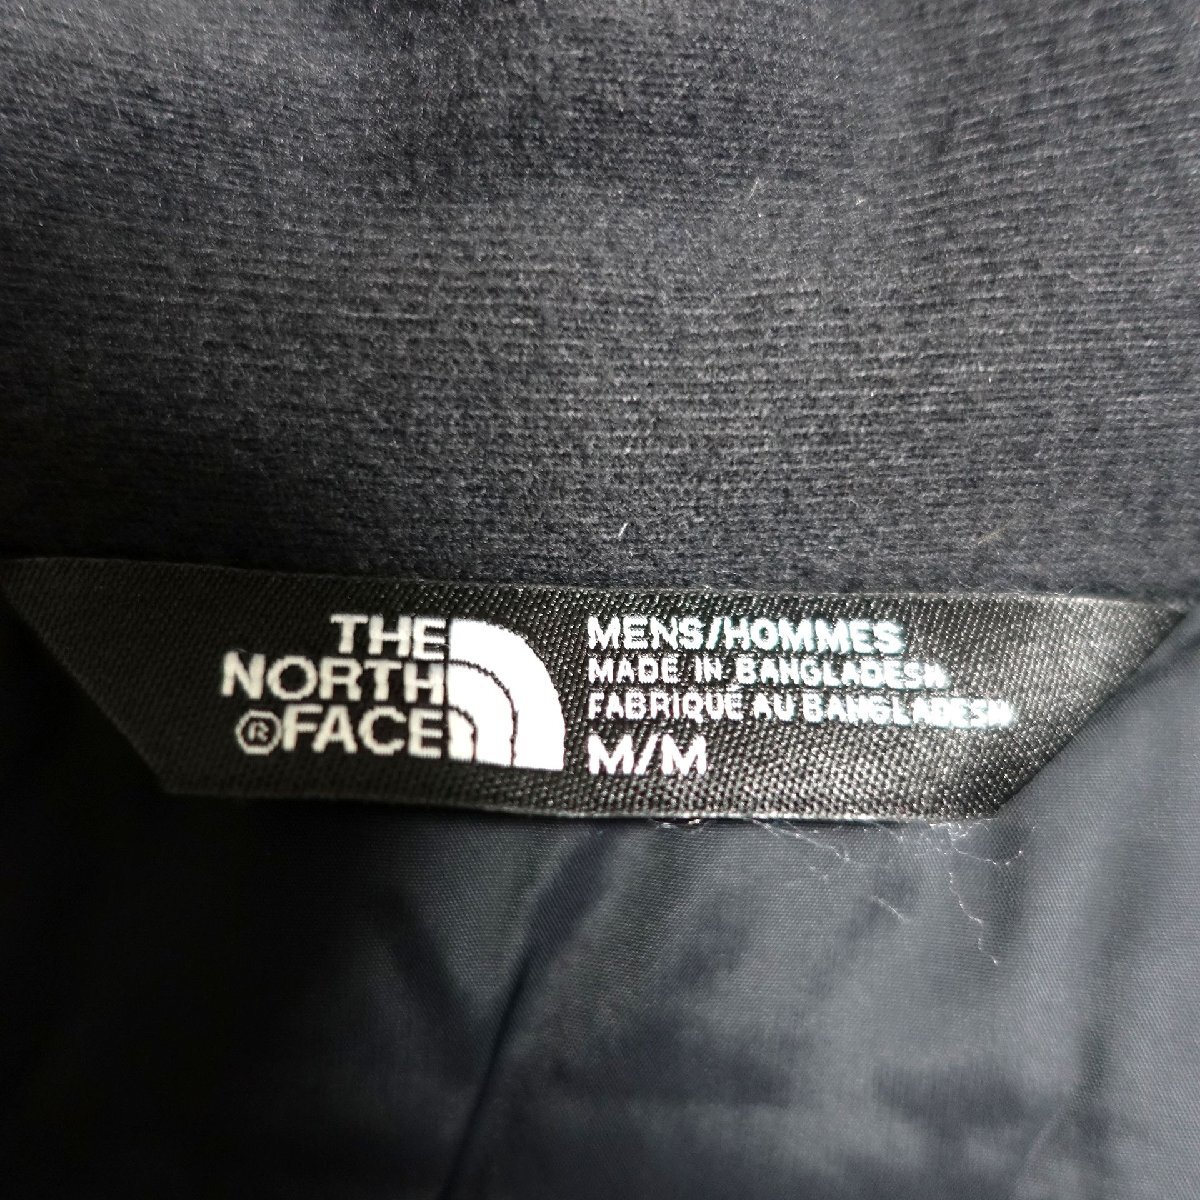 THE
NORTH
®FACE
MENS/HOMMES
MADE IN BANGLADESH
FABRIQUÉ AU BANGLADESH
M/M